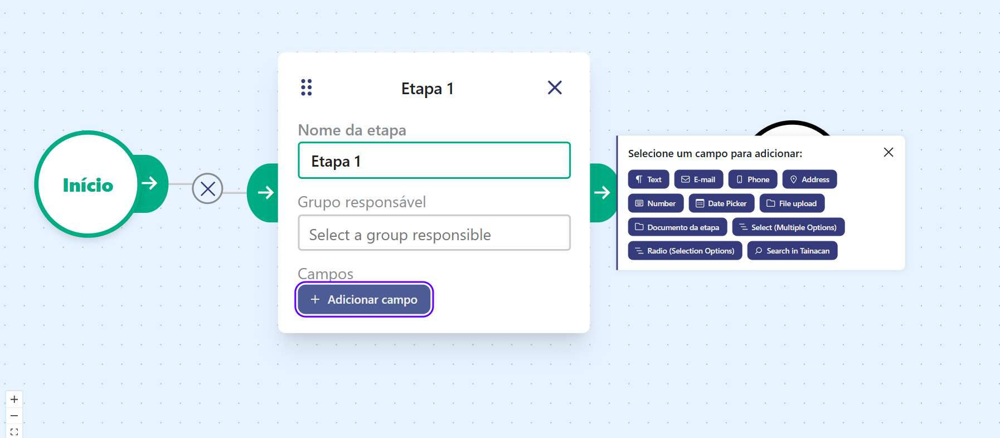 Início
Etapa 1
Nome da etapa
Etapa 1
Grupo responsável
Select a group responsible
Campos
+ Adicionar campo
Selecione um campo para adicionar:
Text E-mail Phone Address
Number Date Picker File upload
Documento da etapa Select (Multiple Options)
Radio (Selection Options) Search in Tainacan